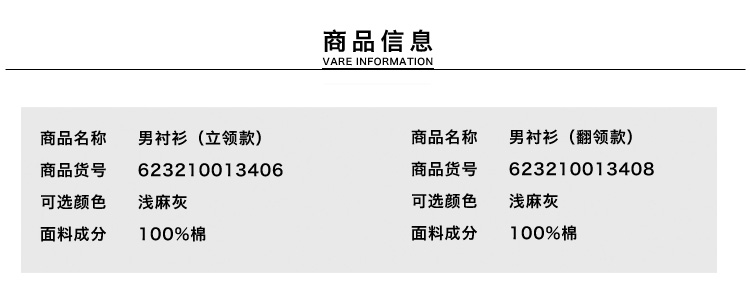 商品信息
VARE INFORMATION
商品名称 男衬衫（立领款）
商品货号 623210013406
可选颜色 浅麻灰
面料成分 100%棉
商品名称 男衬衫（翻领款）
商品货号 623210013408
可选颜色 浅麻灰
面料成分 100%棉